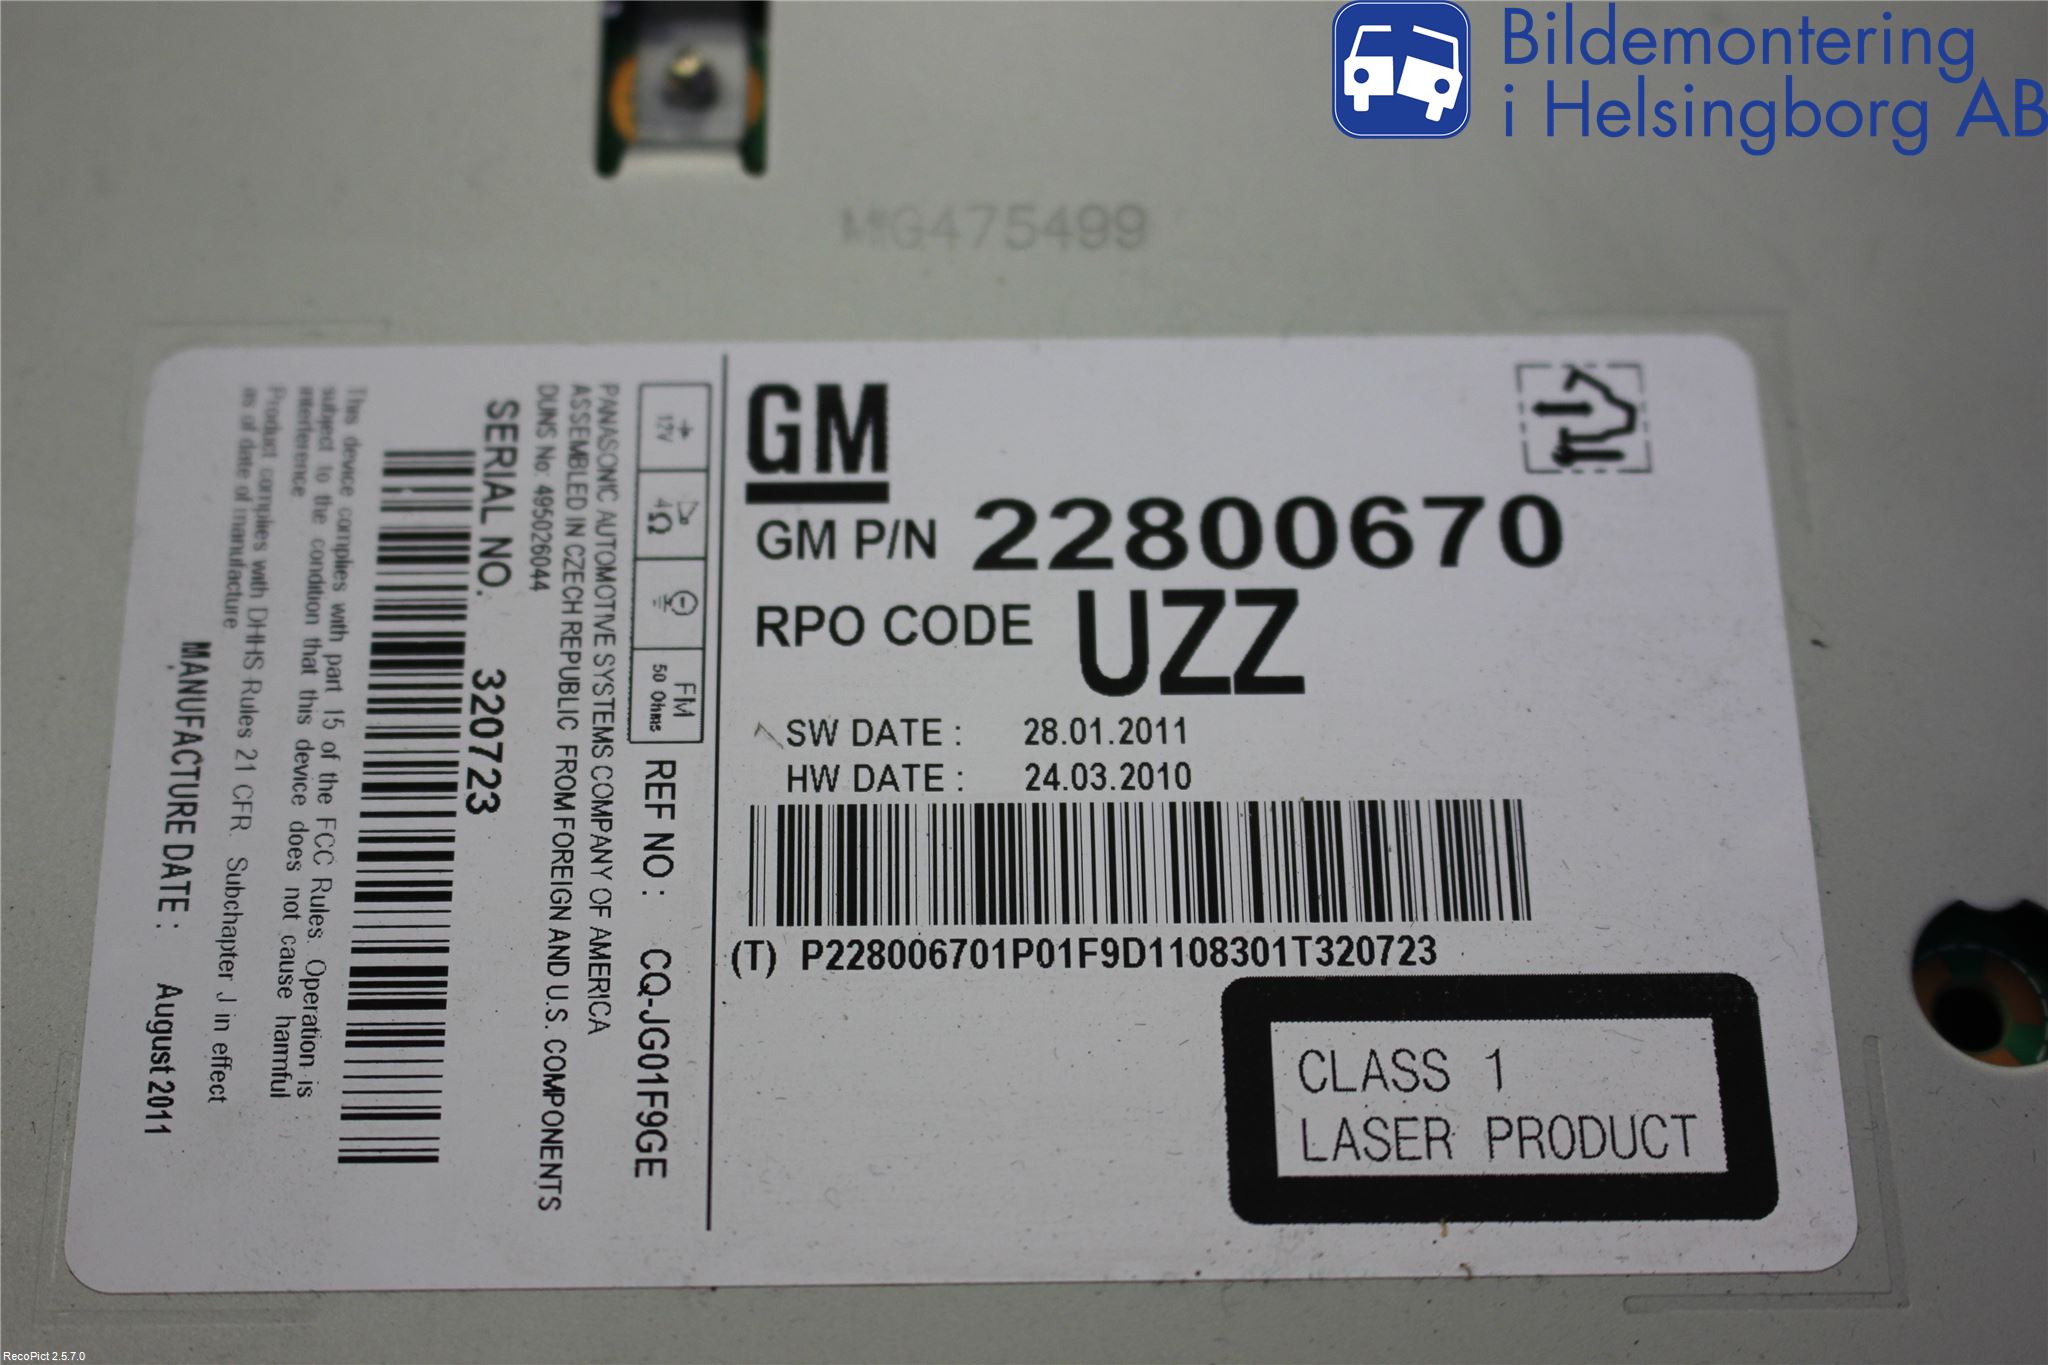 Bildemontering
i Helsingborg AB
MIG475499
GM
GM P/N 22800670
RPO CODE UZZ
SW DATE : 28.01.2011
HW DATE : 24.03.2010
(T) P228006701P01F9D1108301T320723
CLASS 1
LASER PRODUCT
+ 12V
4Ω
FM 50 Ohms
REF NO : CQ-JG01F9GE
PANASONIC AUTOMOTIVE SYSTEMS COMPANY OF AMERICA
ASSEMBLED IN CZECH REPUBLIC FROM FOREIGN AND U.S. COMPONENTS
DUNS No: 495026044
SERIAL NO. 320723
This device complies with part 15 of the FCC Rules. Operation is
subject to the condition that this device does not cause harmful
interference
Product complies with DHHS Rules 21 CFR. Subchapter J in effect
as of date of manufacture
MANUFACTURE DATE : August 2011
RecoPict 2.5.7.0